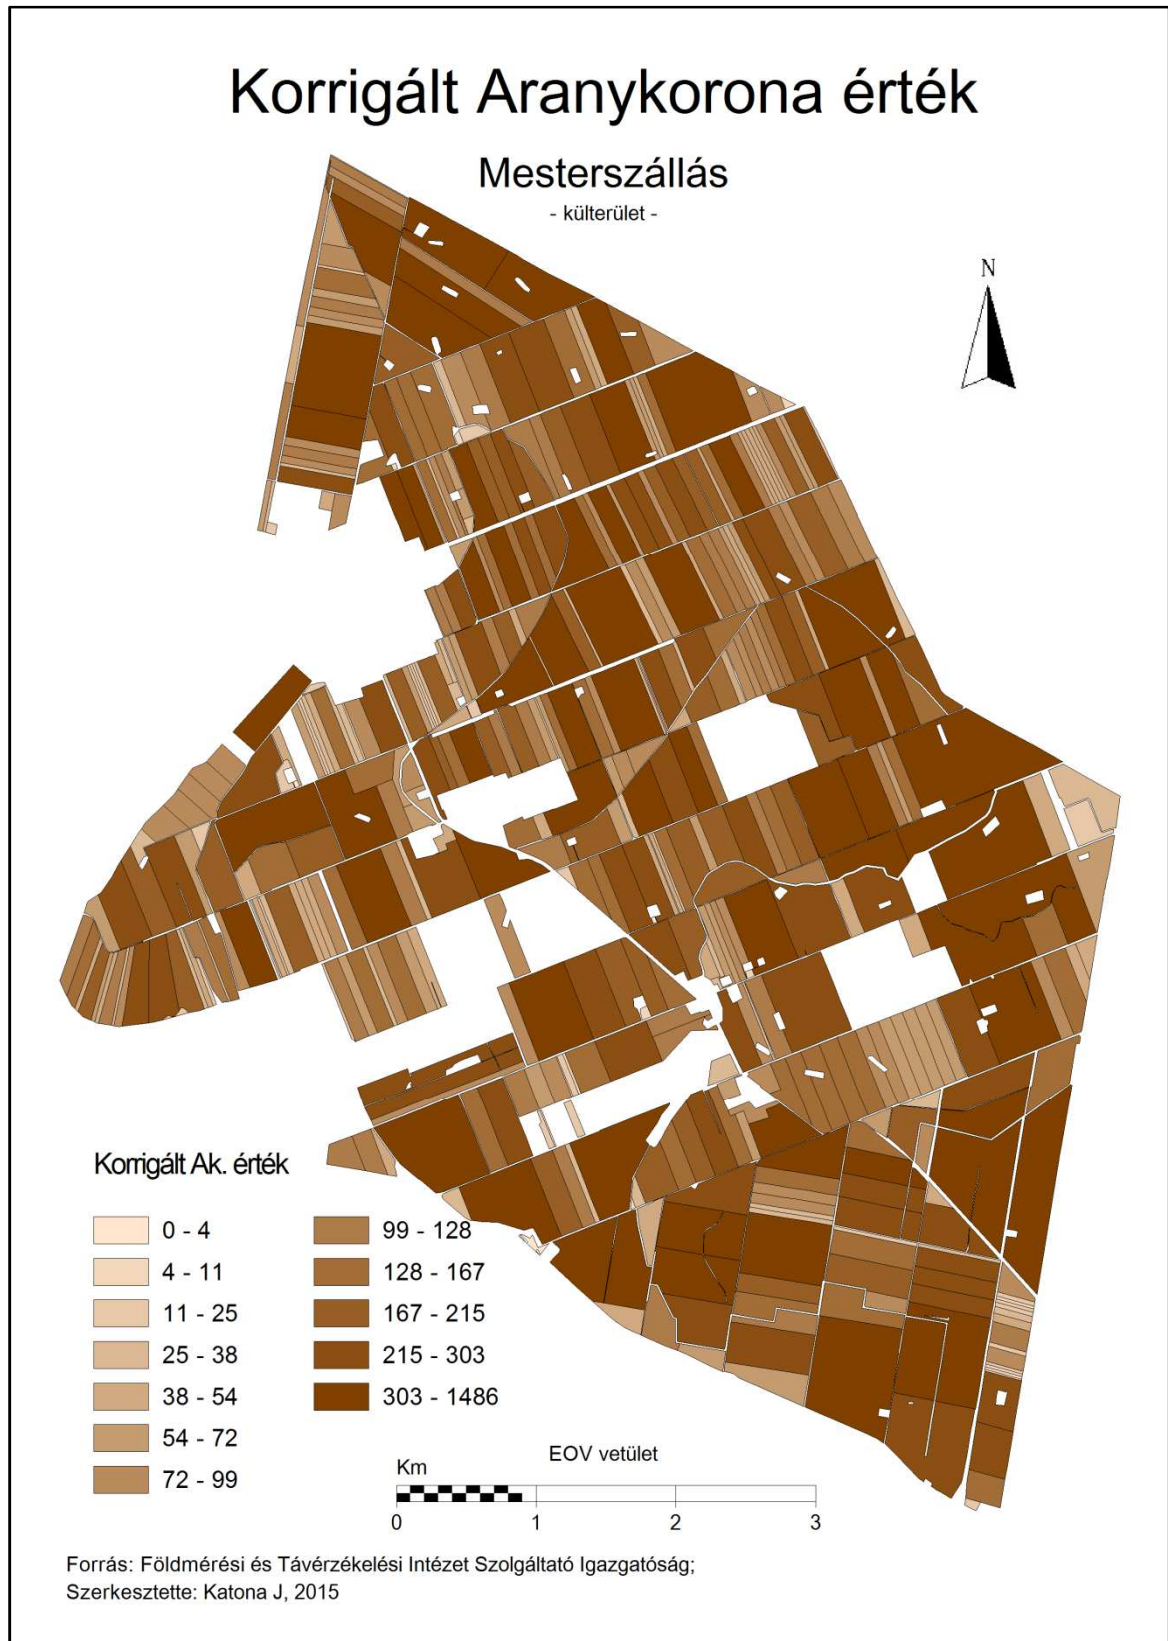 Korrigált Aranykorona érték
Mesterszállás
- külterület -
N
Korrigált Ak. érték
0 - 4
4 - 11
11 - 25
25 - 38
38 - 54
54 - 72
72 - 99
99 - 128
128 - 167
167 - 215
215 - 303
303 - 1486
EOV vetület
Km
0 1 2 3
Forrás: Földmérési és Távérzékelési Intézet Szolgáltató Igazgatóság;
Szerkesztette: Katona J, 2015